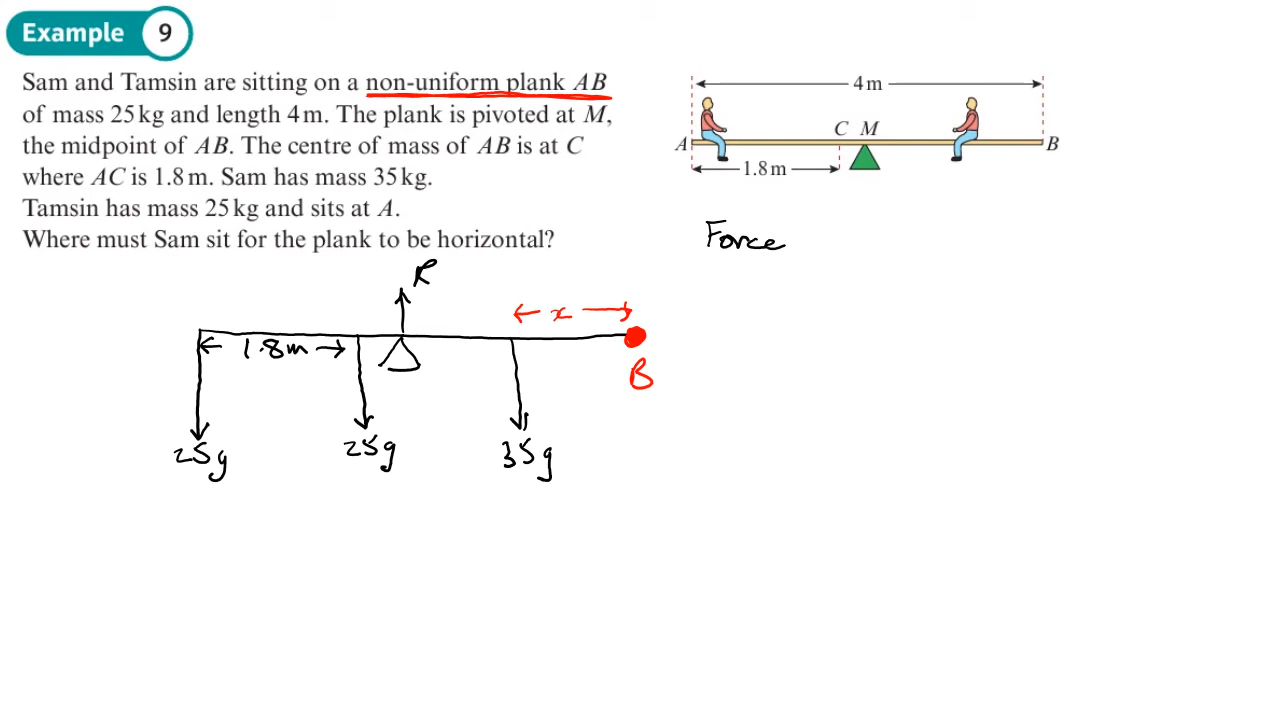 Example 9
Sam and Tamsin are sitting on a non-uniform plank AB
of mass 25 kg and length 4 m. The plank is pivoted at M,
the midpoint of AB. The centre of mass of AB is at C
where AC is 1.8 m. Sam has mass 35 kg.
Tamsin has mass 25 kg and sits at A.
Where must Sam sit for the plank to be horizontal?
4 m
C M
A B
1.8 m
Force
R
x
1.8m
B
25g 25g 35g